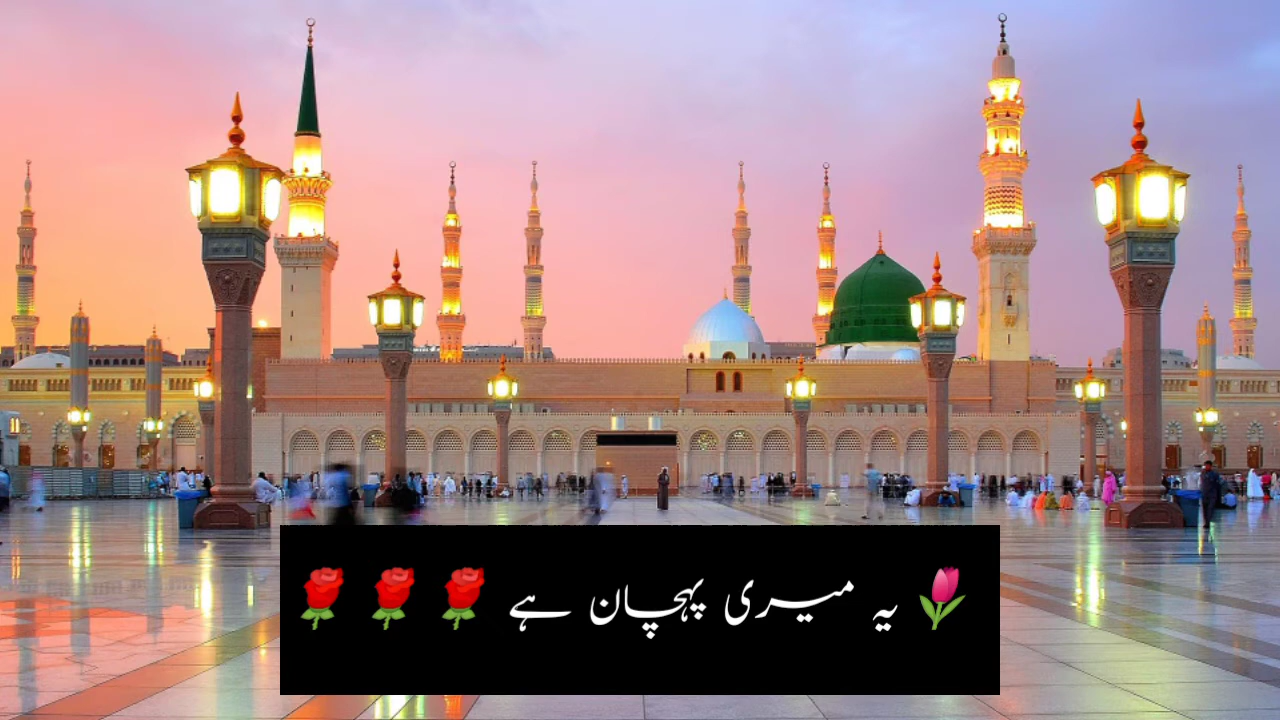 🌷 یہ میری پہچان ہے 🌹 🌹 🌹